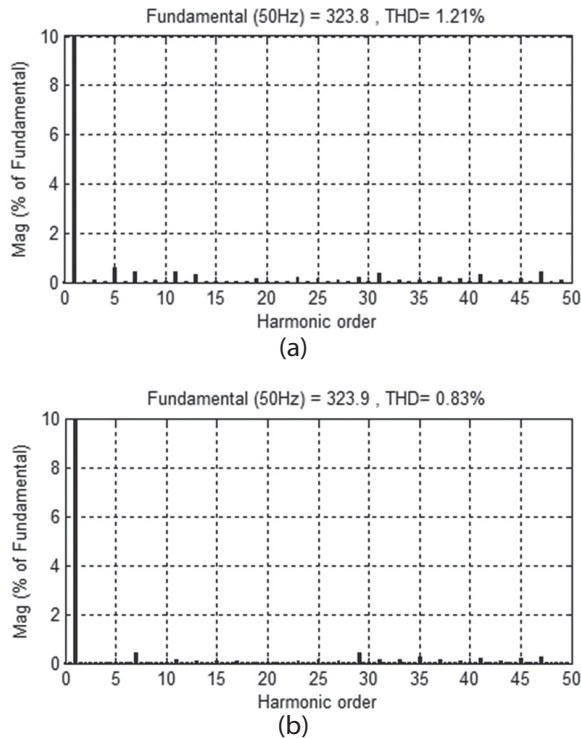 Fundamental (50Hz) = 323.8 , THD= 1.21%
10
8
6
4
2
0
Mag (% of Fundamental)
0 5 10 15 20 25 30 35 40 45 50
Harmonic order
(a)
Fundamental (50Hz) = 323.9 , THD= 0.83%
10
8
6
4
2
0
Mag (% of Fundamental)
0 5 10 15 20 25 30 35 40 45 50
Harmonic order
(b)